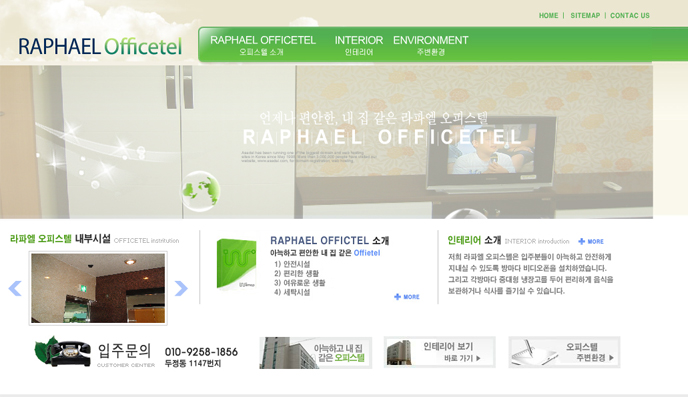 HOME | SITEMAP | CONTACT US
RAPHAEL Officetel
RAPHAEL OFFICETEL
오피스텔 소개
INTERIOR
인테리어
ENVIRONMENT
주변환경
언제나 편안한, 내 집 같은 라파엘 오피스텔
RAPHAEL OFFICETEL
라파엘 오피스텔 내부시설 OFFICETEL institution
RAPHAEL OFFICTEL 소개
아늑하고 편안한 내 집 같은 Offietel
1) 안전시설
2) 편리한 생활
3) 여유로운 생활
4) 세탁시설
MORE
인테리어 소개 INTERIOR introduction MORE
저희 라파엘 오피스텔은 입주분들이 아늑하고 안전하게
지내실 수 있도록 방마다 비디오폰을 설치하였습니다.
그리고 각방마다 중대형 냉장고를 두어 편리하게 음식을
보관하거나 식사를 즐기실 수 있습니다.
입주문의
CUSTOMER CENTER
010-9258-1856
두정동 1147번지
아늑하고 내 집
같은 오피스텔
인테리어 보기
바로 가기
오피스텔
주변환경